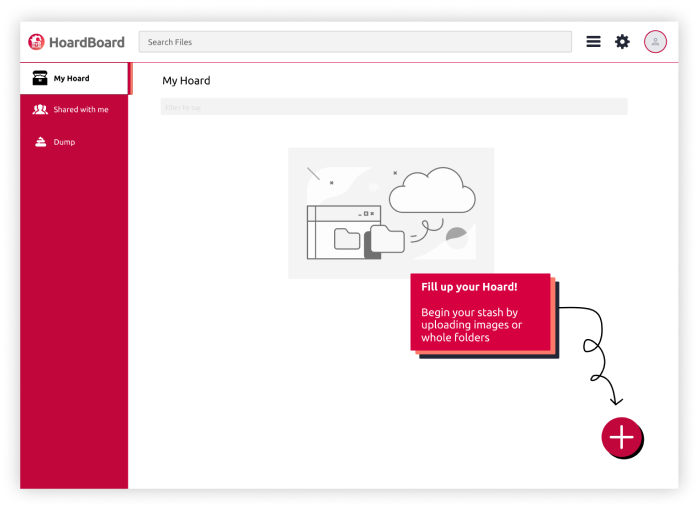 HoardBoard
Search Files
My Hoard
Shared with me
Dump
My Hoard
Filter by tag
Fill up your Hoard!
Begin your stash by
uploading images or
whole folders